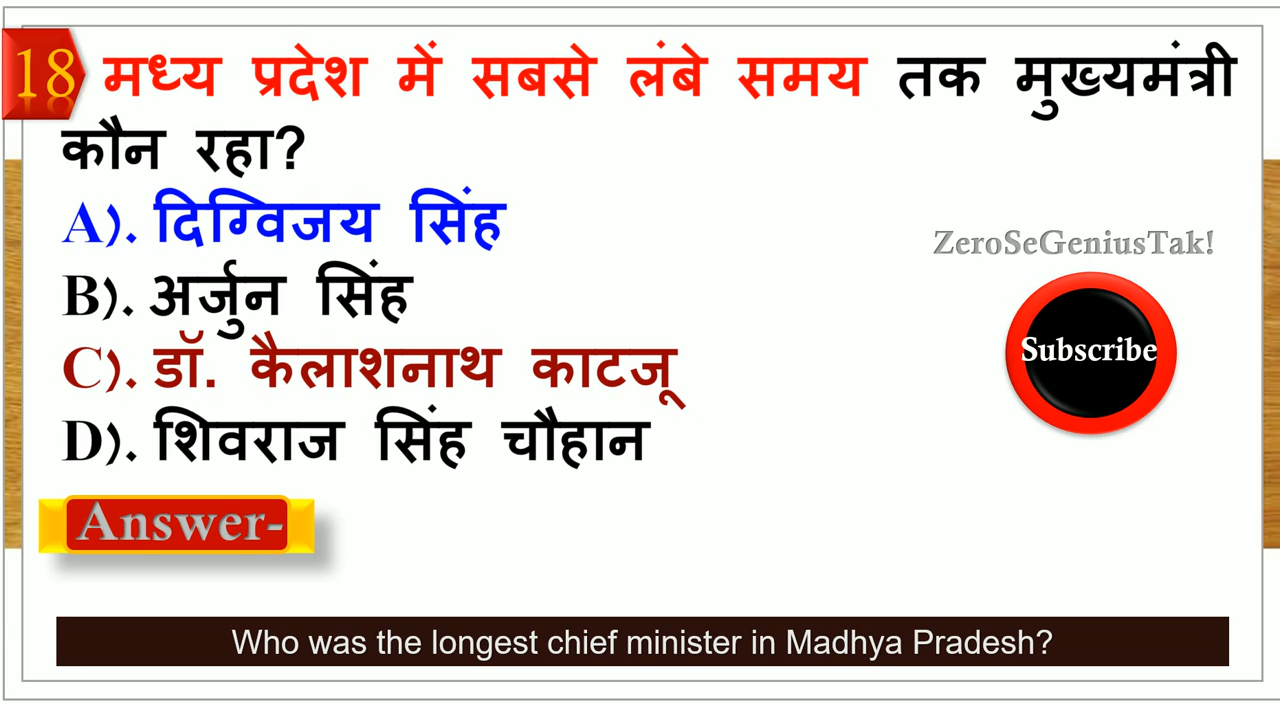 18 मध्य प्रदेश में सबसे लंबे समय तक मुख्यमंत्री
कौन रहा?
A). दिग्विजय सिंह
ZeroSeGeniusTak!
B). अर्जुन सिंह
Subscribe
C). डॉ. कैलाशनाथ काटजू
D). शिवराज सिंह चौहान
Answer-
Who was the longest chief minister in Madhya Pradesh?